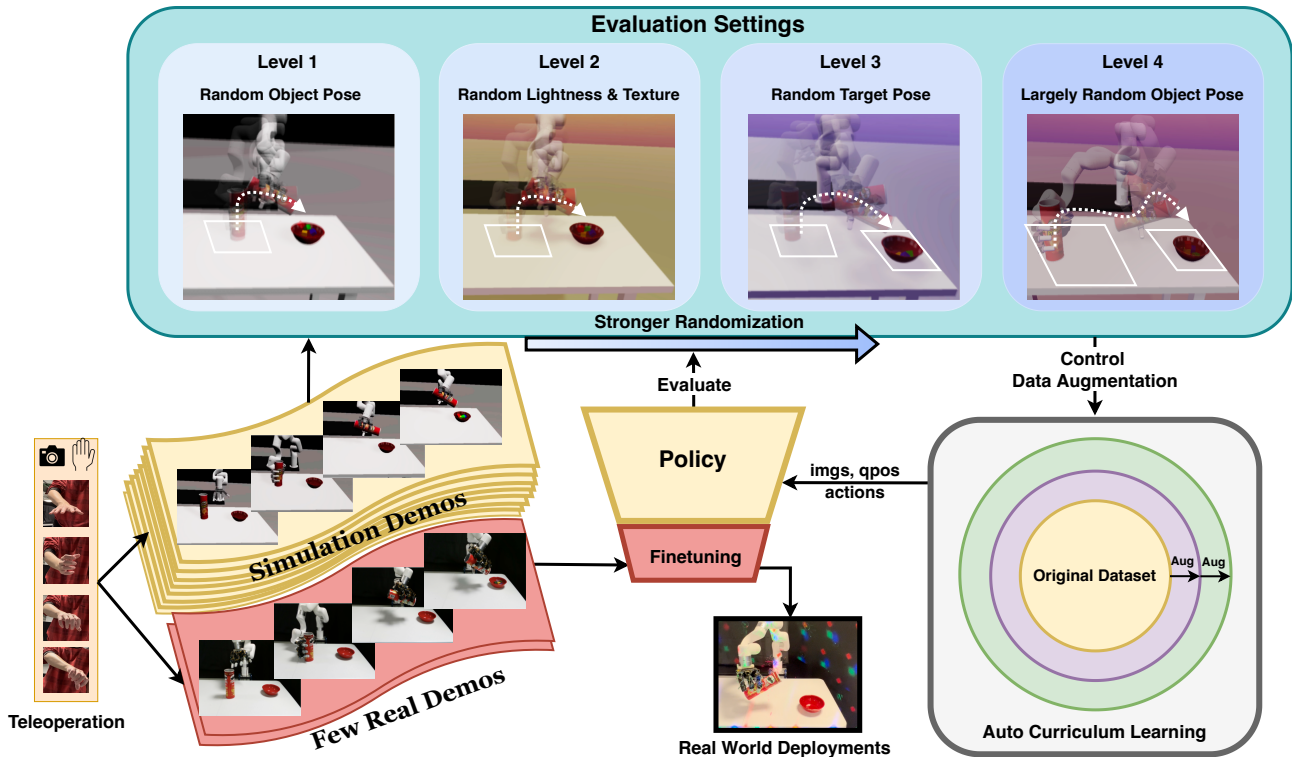 Evaluation Settings
Level 1
Random Object Pose
Level 2
Random Lightness & Texture
Level 3
Random Target Pose
Level 4
Largely Random Object Pose
Stronger Randomization
Evaluate
Control
Data Augmentation
Teleoperation
Simulation Demos
Few Real Demos
Policy
Finetuning
imgs, qpos
actions
Real World Deployments
Original Dataset
Aug
Aug
Auto Curriculum Learning